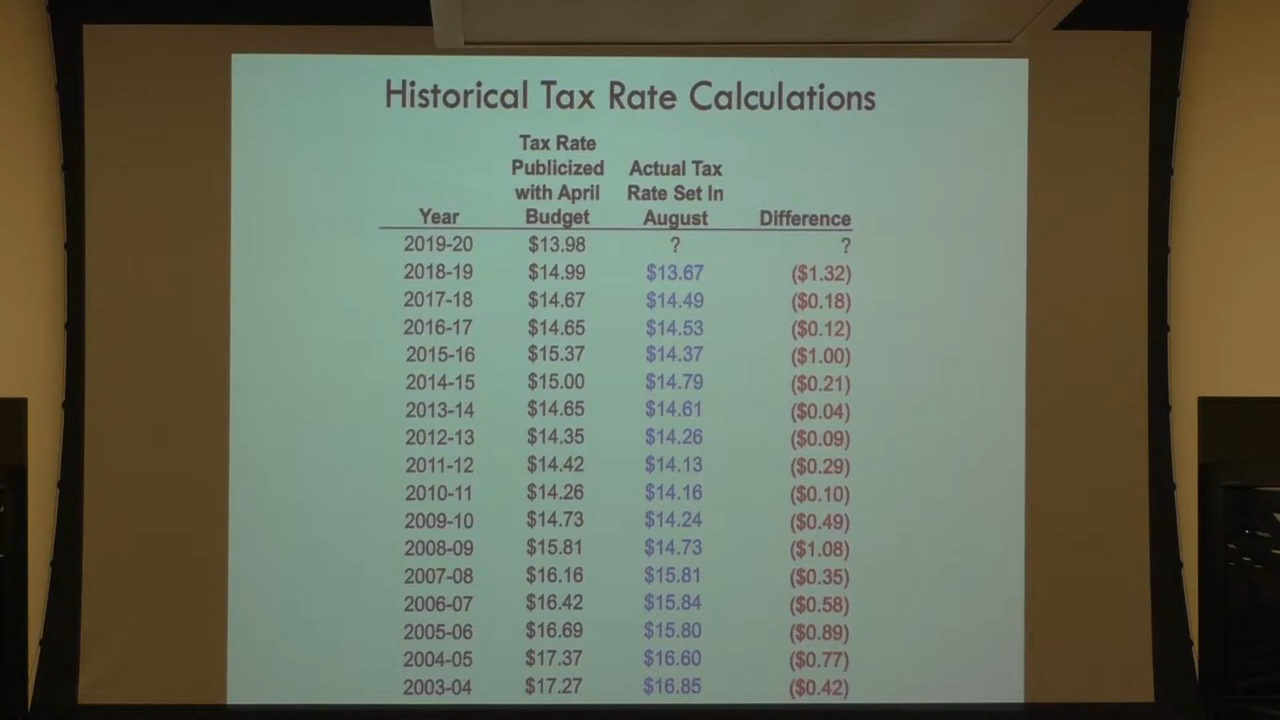 Historical Tax Rate Calculations
Tax Rate
Publicized Actual Tax
with April Rate Set In
Year Budget August Difference
2019-20 $13.98 ? ?
2018-19 $14.99 $13.67 ($1.32)
2017-18 $14.67 $14.49 ($0.18)
2016-17 $14.65 $14.53 ($0.12)
2015-16 $15.37 $14.37 ($1.00)
2014-15 $15.00 $14.79 ($0.21)
2013-14 $14.65 $14.61 ($0.04)
2012-13 $14.35 $14.26 ($0.09)
2011-12 $14.42 $14.13 ($0.29)
2010-11 $14.26 $14.16 ($0.10)
2009-10 $14.73 $14.24 ($0.49)
2008-09 $15.81 $14.73 ($1.08)
2007-08 $16.16 $15.81 ($0.35)
2006-07 $16.42 $15.84 ($0.58)
2005-06 $16.69 $15.80 ($0.89)
2004-05 $17.37 $16.60 ($0.77)
2003-04 $17.27 $16.85 ($0.42)